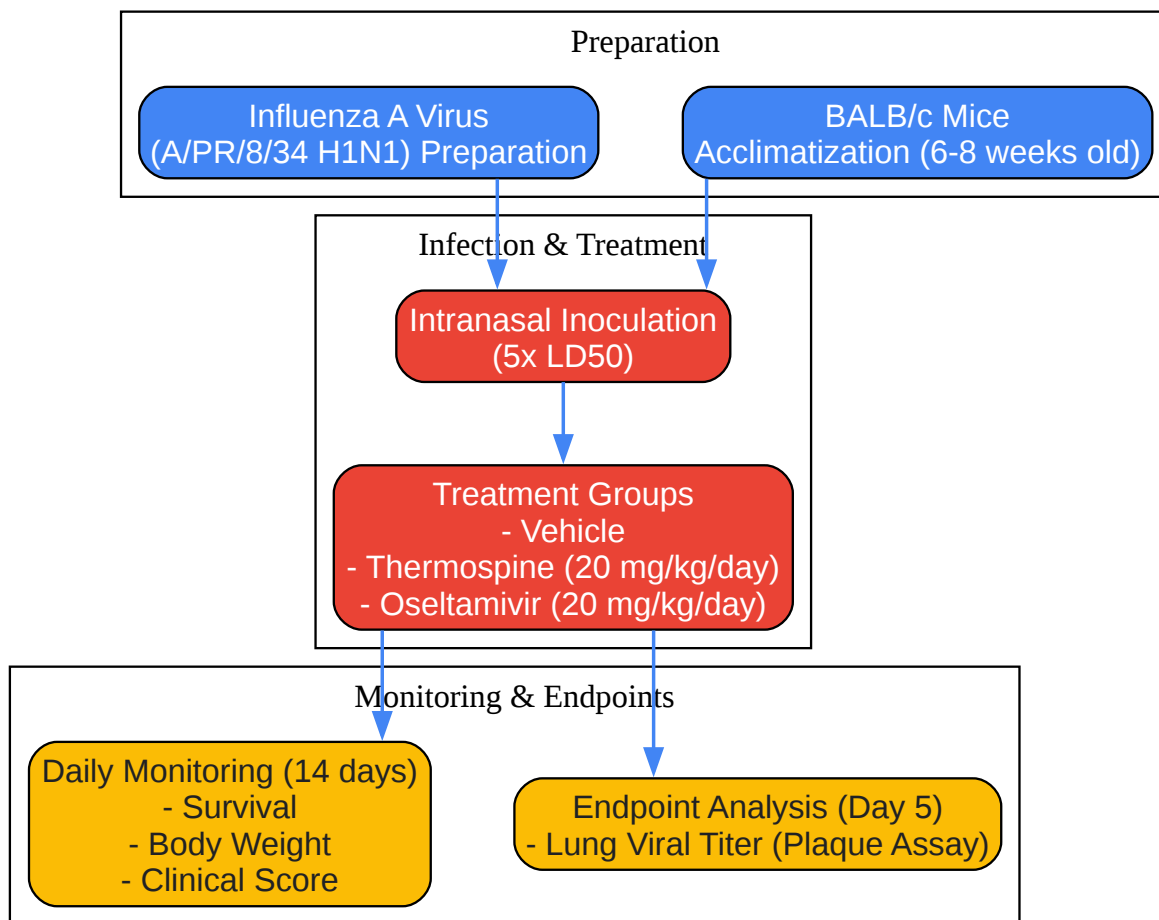 Preparation
Influenza A Virus
(A/PR/8/34 H1N1) Preparation
BALB/c Mice
Acclimatization (6-8 weeks old)
Infection & Treatment
Intranasal Inoculation
(5x LD50)
Treatment Groups
- Vehicle
- Thermospine (20 mg/kg/day)
- Oseltamivir (20 mg/kg/day)
Monitoring & Endpoints
Daily Monitoring (14 days)
- Survival
- Body Weight
- Clinical Score
Endpoint Analysis (Day 5)
- Lung Viral Titer (Plaque Assay)